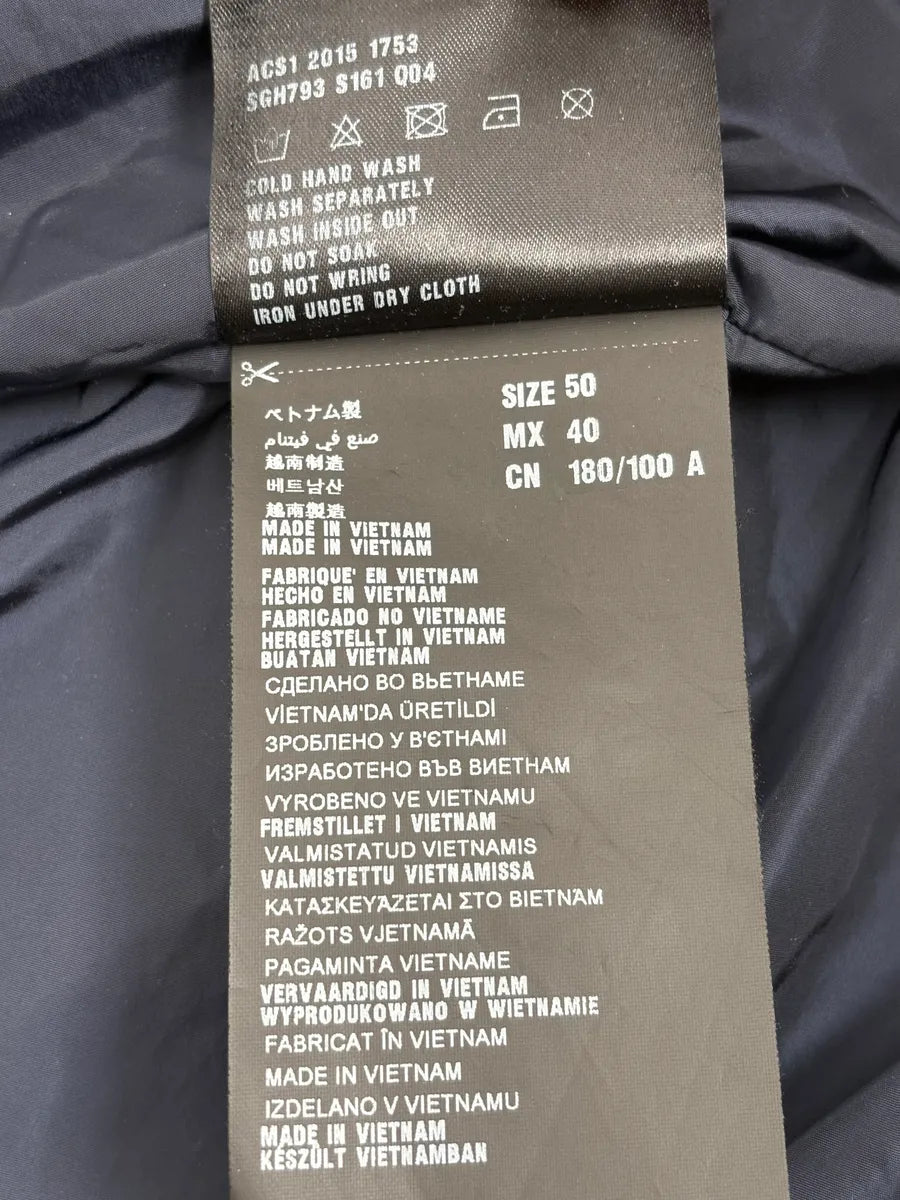 ACS1 2015 1753
SGH793 S161 Q04
COLD HAND WASH
WASH SEPARATELY
WASH INSIDE OUT
DO NOT SOAK
DO NOT WRING
IRON UNDER DRY CLOTH
SIZE 50
MX 40
CN 180/100 A
ベトナム製
صنع في فيتنام
越南制造
베트남산
越南製造
MADE IN VIETNAM
MADE IN VIETNAM
FABRIQUE' EN VIETNAM
HECHO EN VIETNAM
FABRICADO NO VIETNAME
HERGESTELLT IN VIETNAM
BUATAN VIETNAM
СДЕЛАНО ВО ВЬЕТНАМЕ
VİETNAM'DA ÜRETİLDİ
ЗРОБЛЕНО У В'ЄТНАМІ
ИЗРАБОТЕНО ВЪВ ВИЕТНАМ
VYROBENO VE VIETNAMU
FREMSTILLET I VIETNAM
VALMISTATUD VIETNAMIS
VALMISTETTU VIETNAMISSA
ΚΑΤΑΣΚΕΥΆΖΕΤΑΙ ΣΤΟ ΒΙΕΤΝΆΜ
RAŽOTS VJETNAMĀ
PAGAMINTA VIETNAME
VERVAARDIGD IN VIETNAM
WYPRODUKOWANO W WIETNAMIE
FABRICAT ÎN VIETNAM
MADE IN VIETNAM
IZDELANO V VIETNAMU
MADE IN VIETNAM
KÉSZÜLT VIETNAMBAN